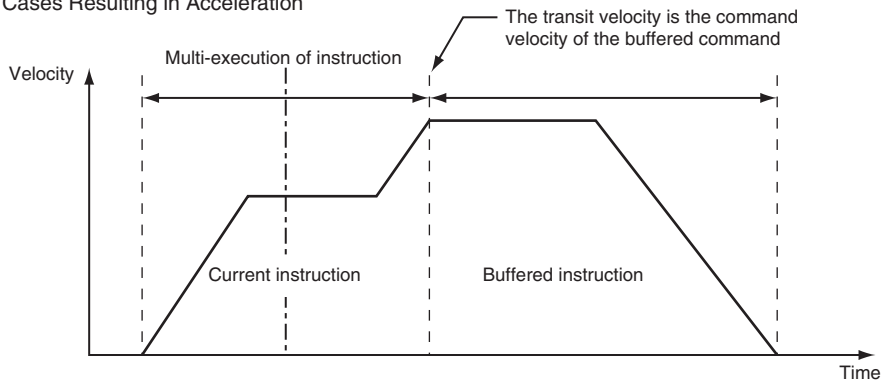 Cases Resulting in Acceleration
The transit velocity is the command
velocity of the buffered command
Multi-execution of instruction
Velocity
Current instruction
Buffered instruction
Time